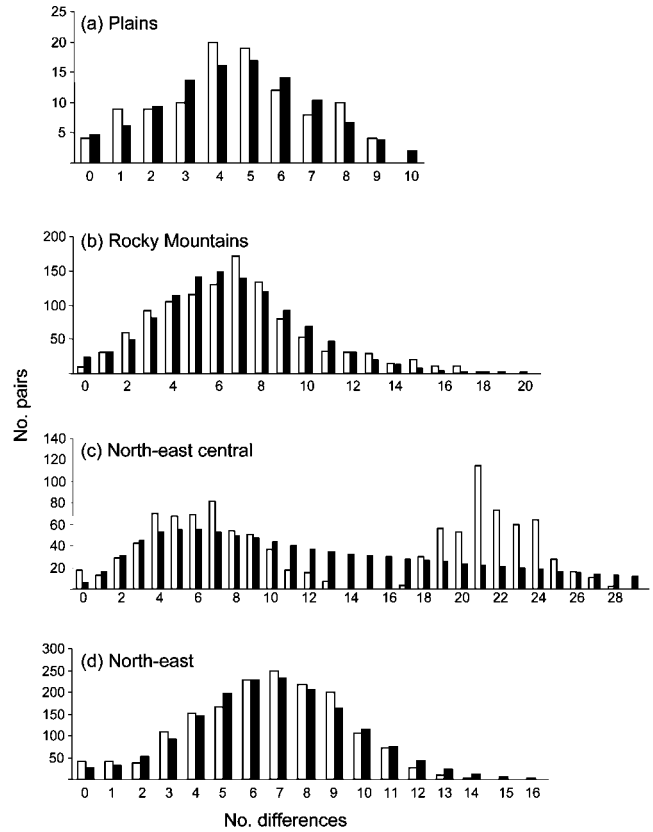 (a) Plains
25
20
15
10
5
0 1 2 3 4 5 6 7 8 9 10
(b) Rocky Mountains
200
150
100
50
0 2 4 6 8 10 12 14 16 18 20
No. pairs
(c) North-east central
140
120
100
80
60
40
20
0 2 4 6 8 10 12 14 16 18 20 22 24 26 28
(d) North-east
300
250
200
150
100
50
0 1 2 3 4 5 6 7 8 9 10 11 12 13 14 15 16
No. differences